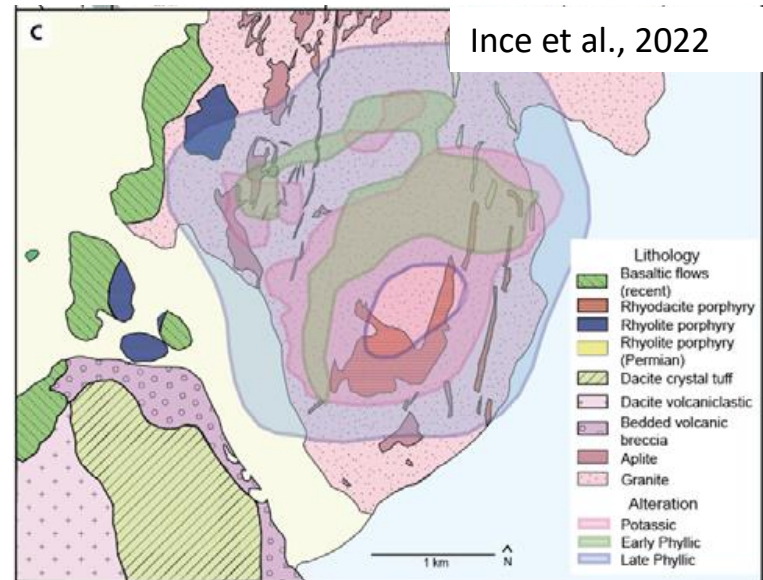 C
Ince et al., 2022
Lithology
Basaltic flows
(recent)
Rhyodacite porphyry
Rhyolite porphyry
Rhyolite porphyry
(Permian)
Dacite crystal tuff
Dacite volcaniclastic
Bedded volcanic
breccia
Aplite
Granite
Alteration
Potassic
Early Phyllic
Late Phyllic
1 km
N